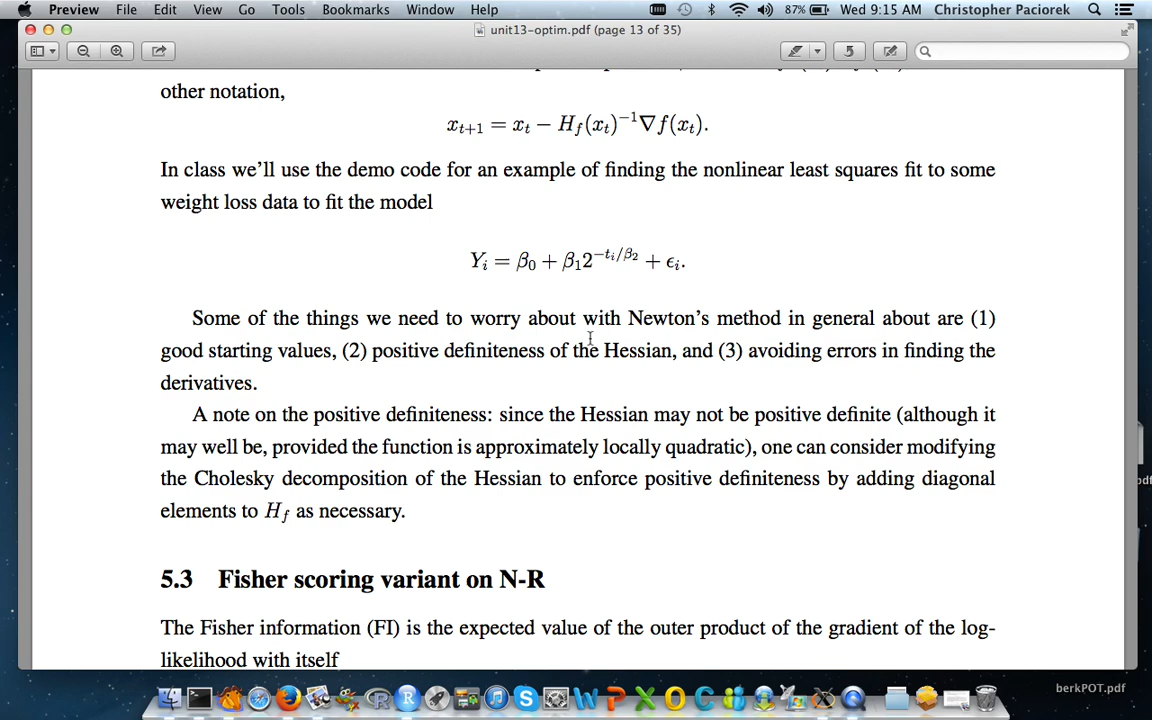 Preview File Edit View Go Tools Bookmarks Window Help 87% Wed 9:15 AM Christopher Paciorek
unit13-optim.pdf (page 13 of 35)
other notation,
x_{t+1} = x_t − H_f(x_t)^{−1}∇f(x_t).
In class we'll use the demo code for an example of finding the nonlinear least squares fit to some
weight loss data to fit the model
Y_i = β_0 + β_1 2^{−t_i/β_2} + ϵ_i.
Some of the things we need to worry about with Newton's method in general about are (1)
good starting values, (2) positive definiteness of the Hessian, and (3) avoiding errors in finding the
derivatives.
A note on the positive definiteness: since the Hessian may not be positive definite (although it
may well be, provided the function is approximately locally quadratic), one can consider modifying
the Cholesky decomposition of the Hessian to enforce positive definiteness by adding diagonal
elements to H_f as necessary.
5.3 Fisher scoring variant on N-R
The Fisher information (FI) is the expected value of the outer product of the gradient of the log-
likelihood with itself
berkPOT.pdf